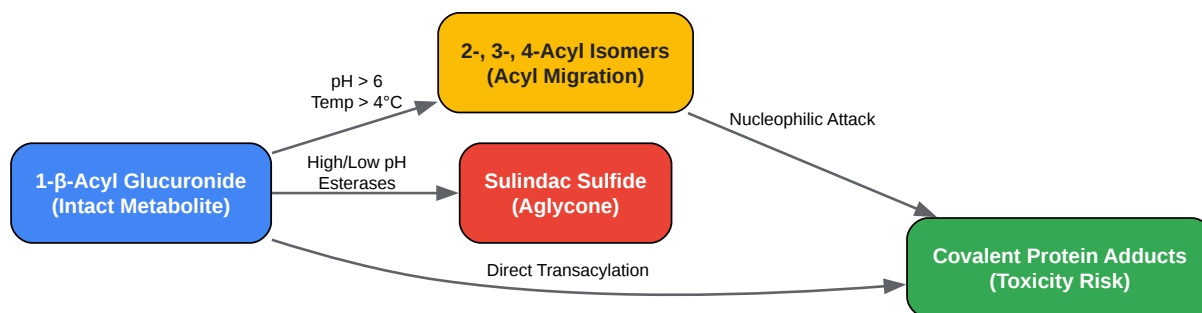 2-, 3-, 4-Acyl Isomers
(Acyl Migration)
pH > 6
Temp > 4°C
Nucleophilic Attack
1-β-Acyl Glucuronide
(Intact Metabolite)
High/Low pH
Esterases
Sulindac Sulfide
(Aglycone)
Direct Transacylation
Covalent Protein Adducts
(Toxicity Risk)